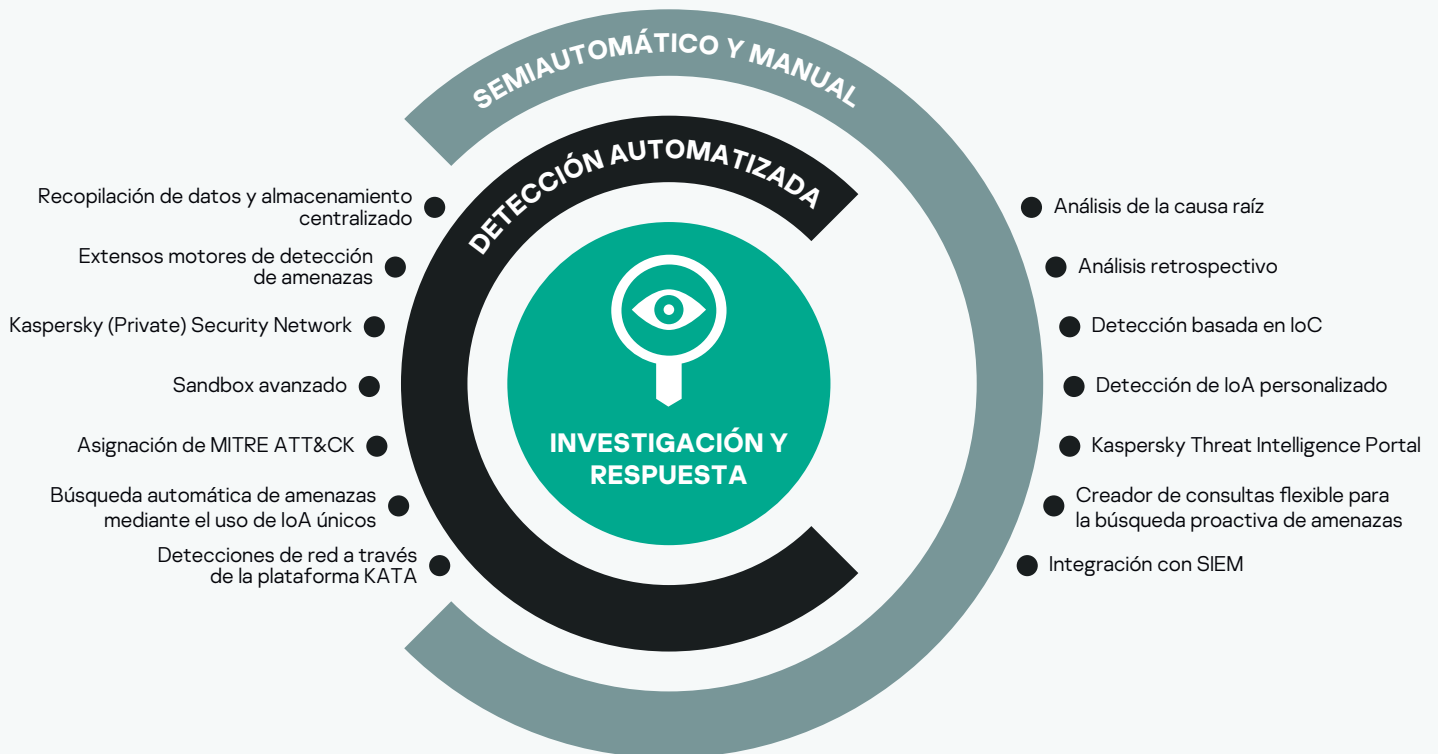 SEMIAUTOMÁTICO Y MANUAL
DETECCIÓN AUTOMATIZADA
Recopilación de datos y almacenamiento
centralizado
Extensos motores de detección
de amenazas
Kaspersky (Private) Security Network
Sandbox avanzado
Asignación de MITRE ATT&CK
Búsqueda automática de amenazas
mediante el uso de IoA únicos
Detecciones de red a través
de la plataforma KATA
INVESTIGACIÓN Y
RESPUESTA
Análisis de la causa raíz
Análisis retrospectivo
Detección basada en IoC
Detección de IoA personalizado
Kaspersky Threat Intelligence Portal
Creador de consultas flexible para
la búsqueda proactiva de amenazas
Integración con SIEM